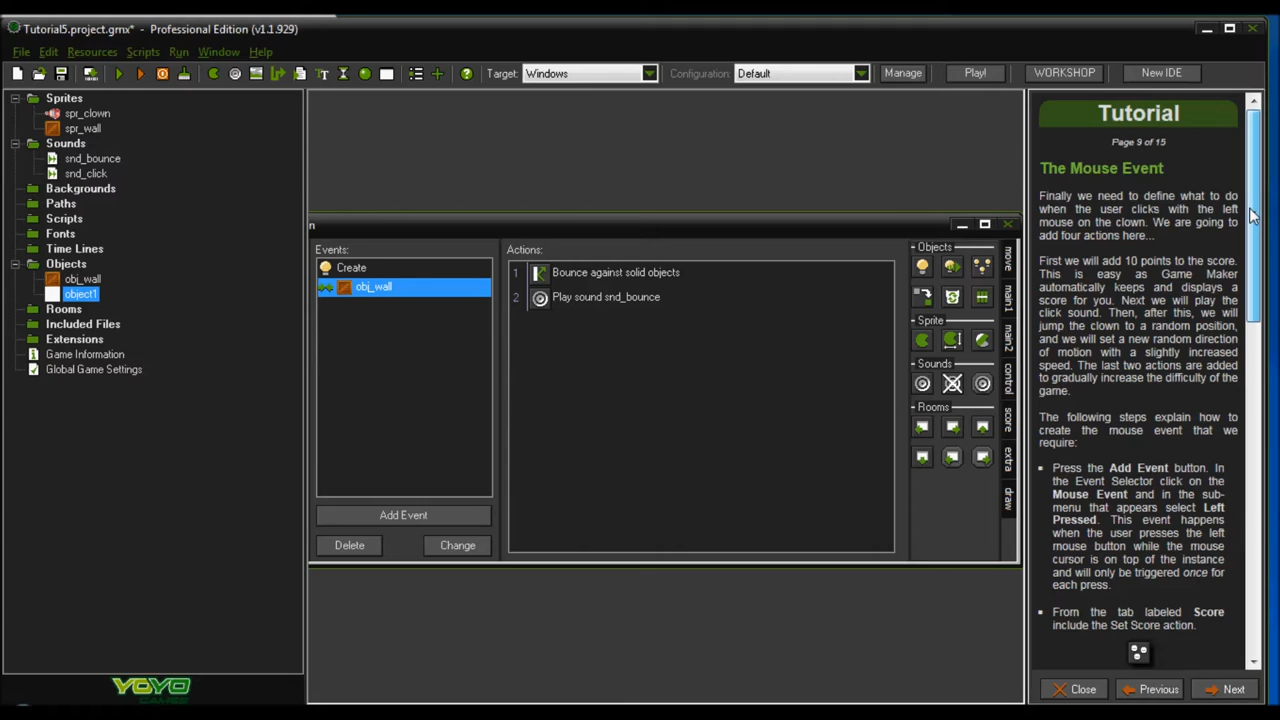 Tutorial5.project.gmx* - Professional Edition (v1.1.929)
File Edit Resources Scripts Run Window Help
Target: Windows Configuration: Default Manage Play! WORKSHOP New IDE
Sprites
spr_clown
spr_wall
Sounds
snd_bounce
snd_click
Backgrounds
Paths
Scripts
Fonts
Time Lines
Objects
obj_wall
object1
Rooms
Included Files
Extensions
Game Information
Global Game Settings
YOYO
GAMES
n
Events:
Create
obj_wall
Add Event
Delete Change
Actions:
1 Bounce against solid objects
2 Play sound snd_bounce
Objects
Sprite
Sounds
Rooms
move
main1
main2
control
score
extra
draw
Tutorial
Page 9 of 15
The Mouse Event
Finally we need to define what to do
when the user clicks with the left
mouse on the clown. We are going to
add four actions here...
First we will add 10 points to the score.
This is easy as Game Maker
automatically keeps and displays a
score for you. Next we will play the
click sound. Then, after this, we will
jump the clown to a random position,
and we will set a new random direction
of motion with a slightly increased
speed. The last two actions are added
to gradually increase the difficulty of the
game.
The following steps explain how to
create the mouse event that we
require:
Press the Add Event button. In
the Event Selector click on the
Mouse Event and in the sub-
menu that appears select Left
Pressed. This event happens
when the user presses the left
mouse button while the mouse
cursor is on top of the instance
and will only be triggered once for
each press.
From the tab labeled Score
include the Set Score action.
Close Previous Next